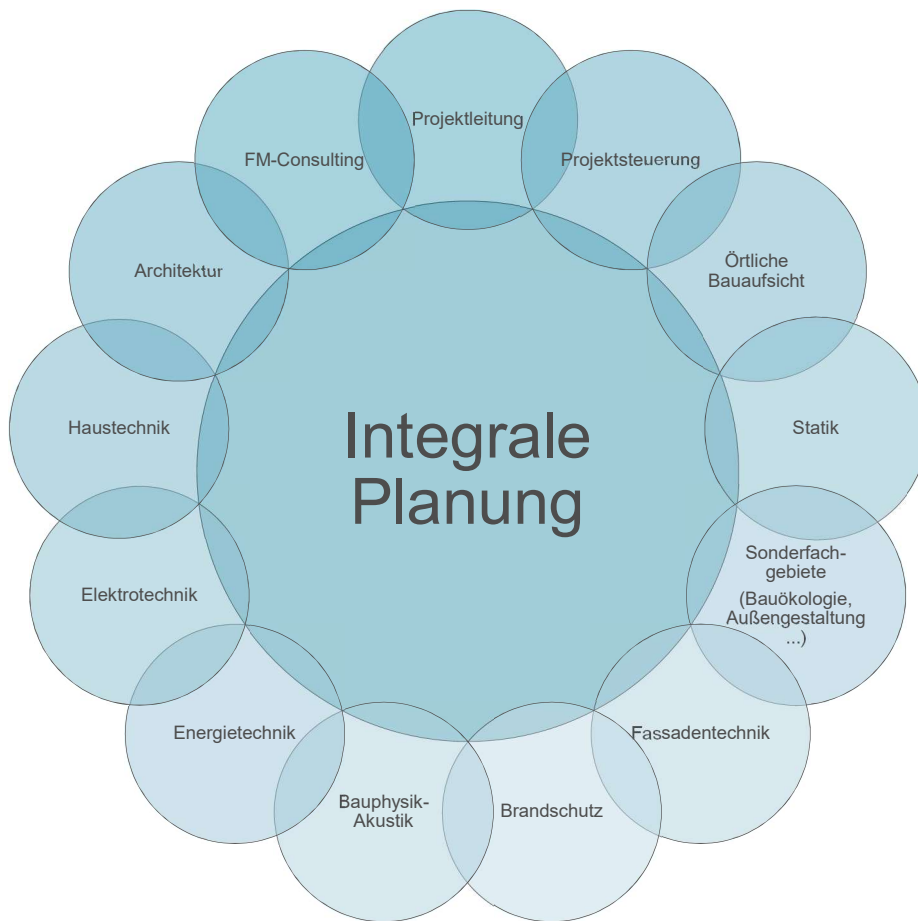 Projektleitung
Projektsteuerung
Örtliche
Bauaufsicht
Statik
Sonderfach-
gebiete
(Bauökologie,
Außengestaltung
...)
Fassadentechnik
Brandschutz
Bauphysik-
Akustik
Energietechnik
Elektrotechnik
Haustechnik
Architektur
FM-Consulting
Integrale
Planung